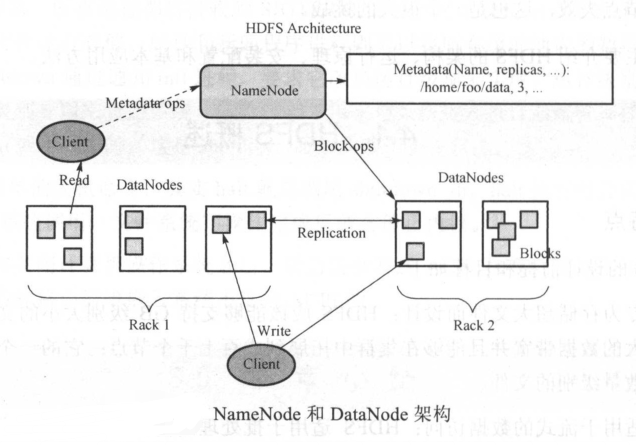 HDFS Architecture
Metadata(Name, replicas, ...):
/home/foo/data, 3, ...
NameNode
Metadata ops
Client
Block ops
Read
DataNodes
DataNodes
Replication
Blocks
Rack 1
Write
Rack 2
Client
NameNode 和 DataNode 架构